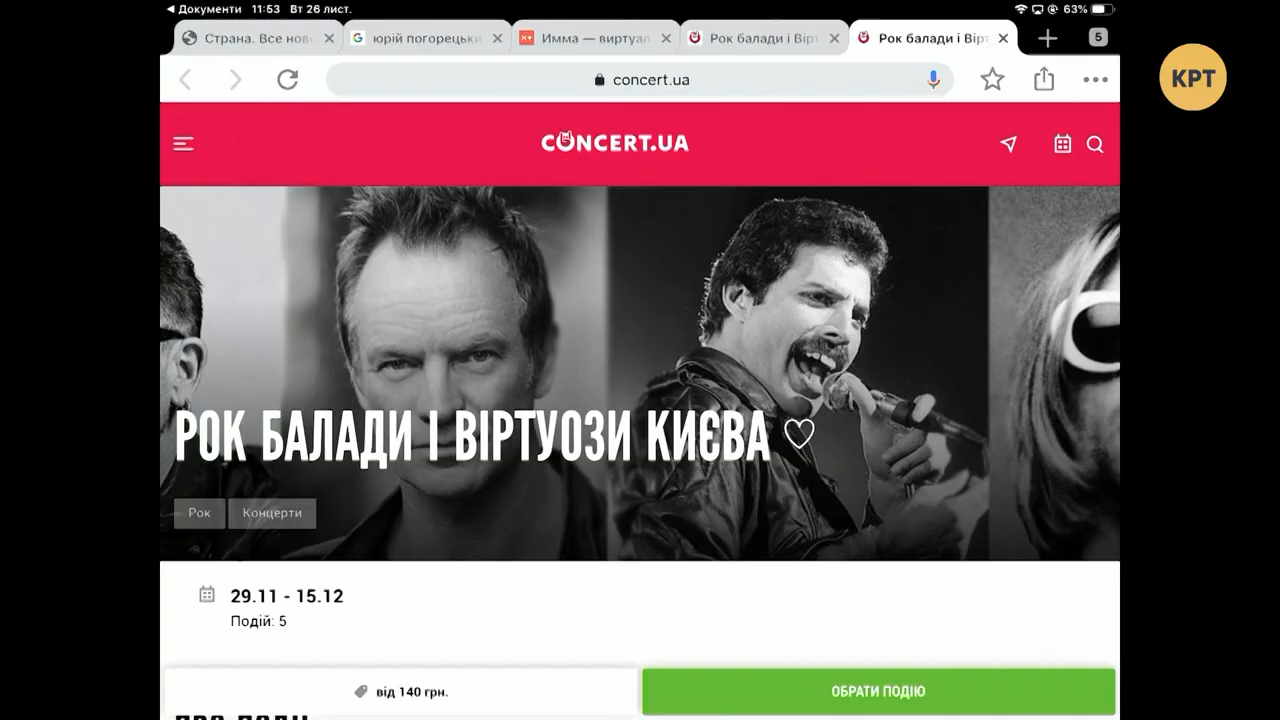 Документи 11:53 Вт 26 лист. 63%
Страна. Все нов
юрій погорецьки
Имма — виртуал
Рок балади і Вірт
Рок балади і Вірт
5
concert.ua
КРТ
CONCERT.UA
РОК БАЛАДИ І ВІРТУОЗИ КИЄВА
Рок Концерти
29.11 - 15.12
Подій: 5
від 140 грн.
ОБРАТИ ПОДІЮ